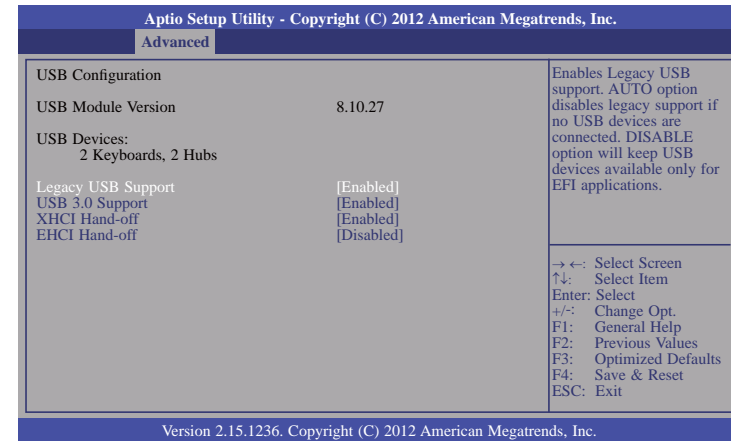 Aptio Setup Utility - Copyright (C) 2012 American Megatrends, Inc.
Advanced
USB Configuration
USB Module Version 8.10.27
USB Devices:
2 Keyboards, 2 Hubs
Legacy USB Support [Enabled]
USB 3.0 Support [Enabled]
XHCI Hand-off [Enabled]
EHCI Hand-off [Disabled]
Enables Legacy USB
support. AUTO option
disables legacy support if
no USB devices are
connected. DISABLE
option will keep USB
devices available only for
EFI applications.
→←: Select Screen
↑↓: Select Item
Enter: Select
+/-: Change Opt.
F1: General Help
F2: Previous Values
F3: Optimized Defaults
F4: Save & Reset
ESC: Exit
Version 2.15.1236. Copyright (C) 2012 American Megatrends, Inc.